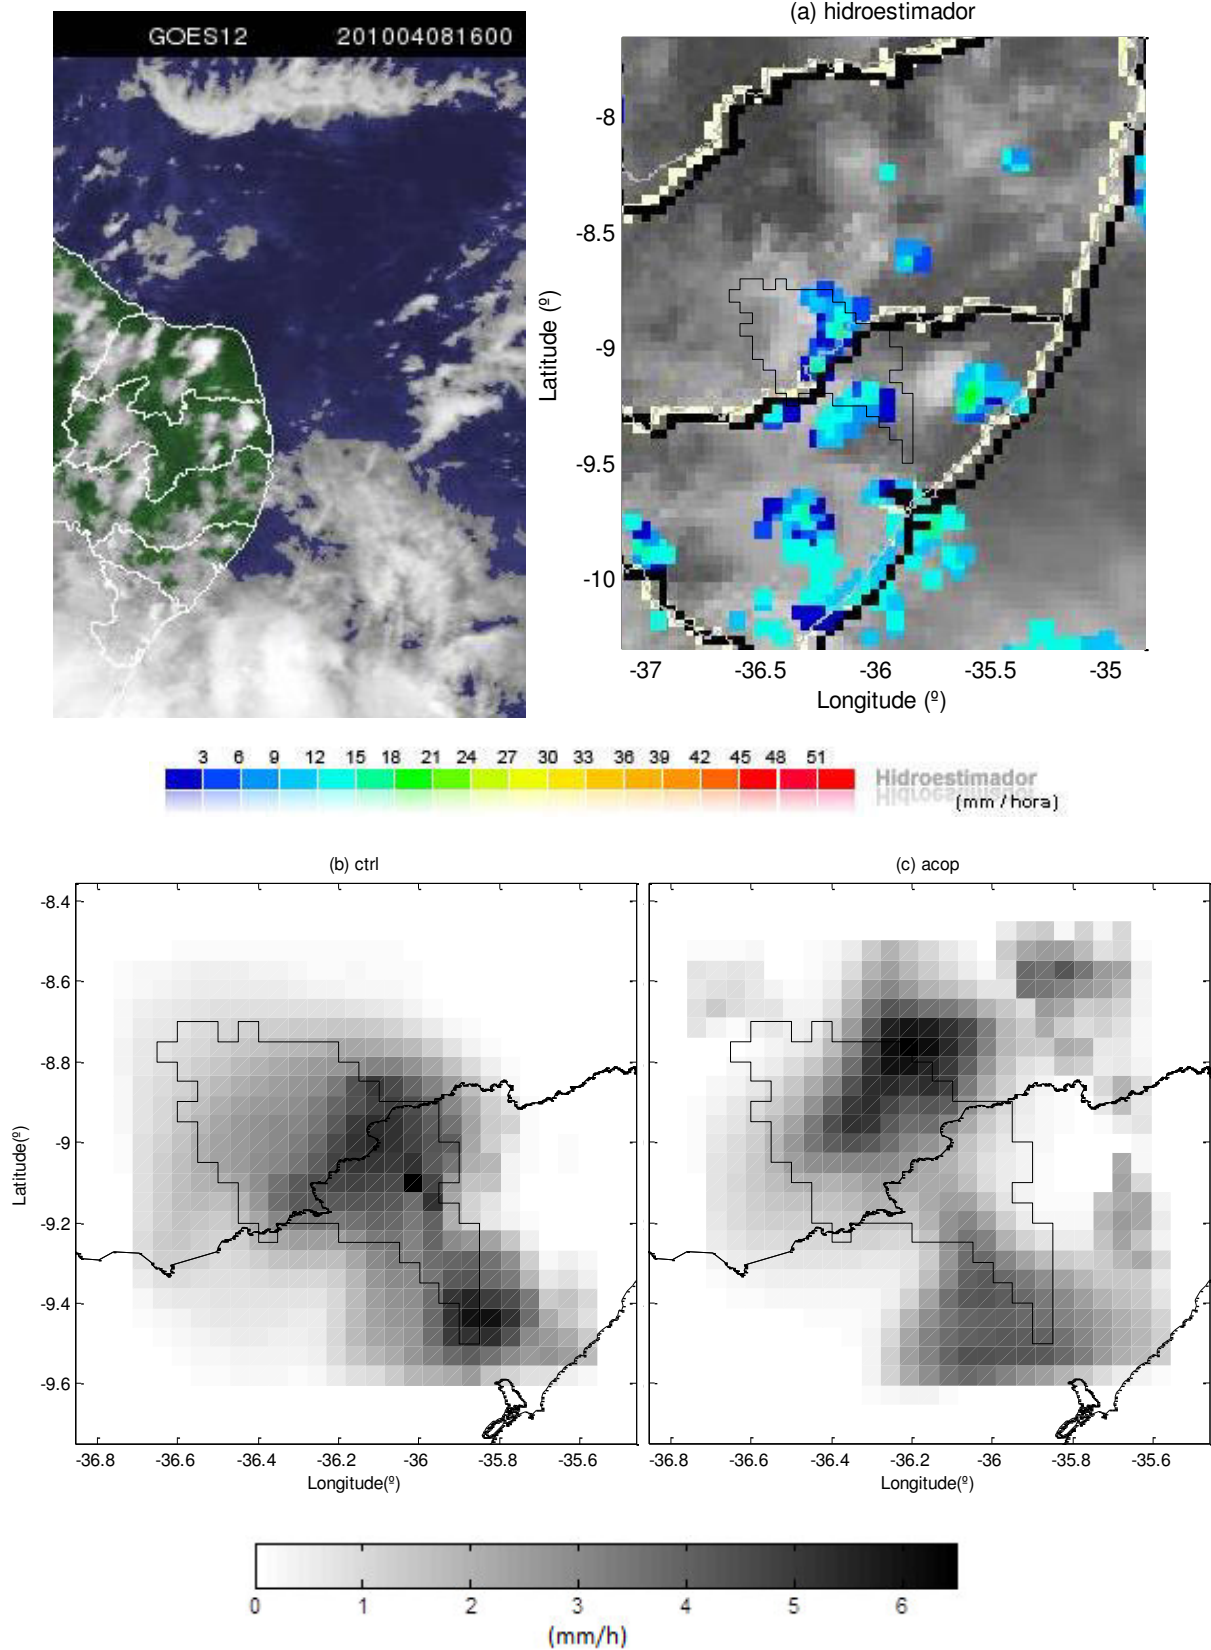 (a) hidroestimador
GOES12 201004081600
Latitude (º)
-8
-8.5
-9
-9.5
-10
-37 -36.5 -36 -35.5 -35
Longitude (º)
3 6 9 12 15 18 21 24 27 30 33 36 39 42 45 48 51
Hidroestimador
(mm / hora)
(b) ctrl
(c) acop
Latitude(º)
-8.4
-8.6
-8.8
-9
-9.2
-9.4
-9.6
-36.8 -36.6 -36.4 -36.2 -36 -35.8 -35.6
Longitude(º)
-36.8 -36.6 -36.4 -36.2 -36 -35.8 -35.6
Longitude(º)
0 1 2 3 4 5 6
(mm/h)